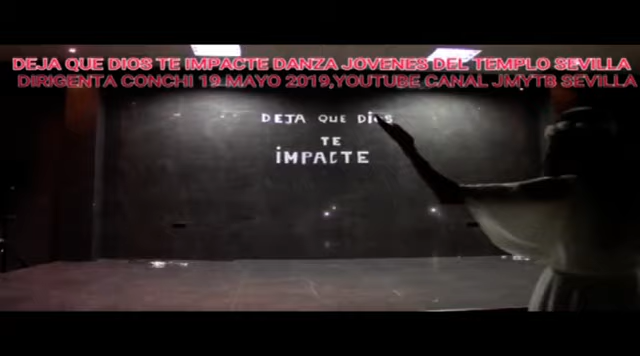 DEJA QUE DIOS TE IMPACTE DANZA JOVENES DEL TEMPLO SEVILLA
DIRIGENTA CONCHI 19 MAYO 2019,YOUTUBE CANAL JMYTB SEVILLA
DEJA QUE DiOS
TE
iMPACTE